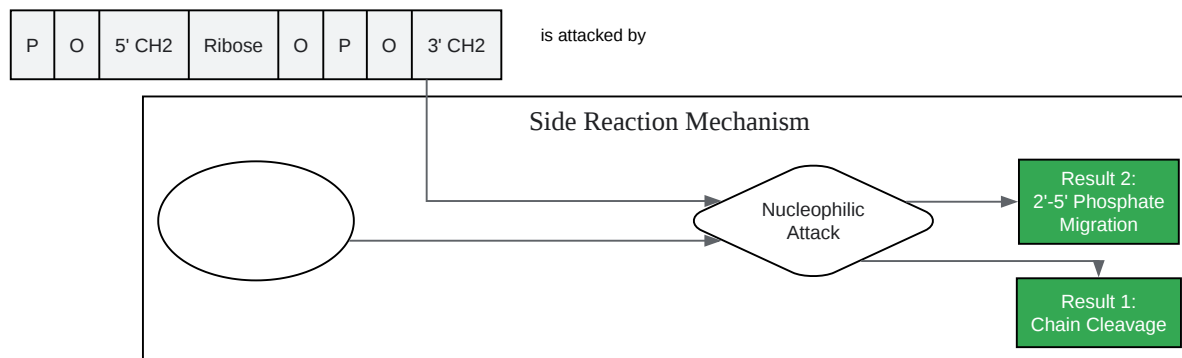 P O 5' CH2 Ribose O P O 3' CH2
is attacked by
Side Reaction Mechanism
Nucleophilic
Attack
Result 2:
2'-5' Phosphate
Migration
Result 1:
Chain Cleavage